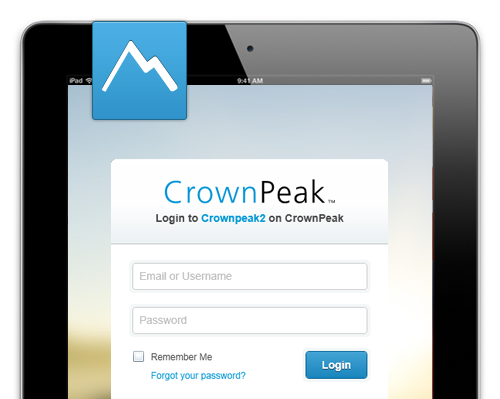 iPad 9:41 AM
CrownPeak™
Login to Crownpeak2 on CrownPeak
Email or Username
Password
Remember Me
Login
Forgot your password?